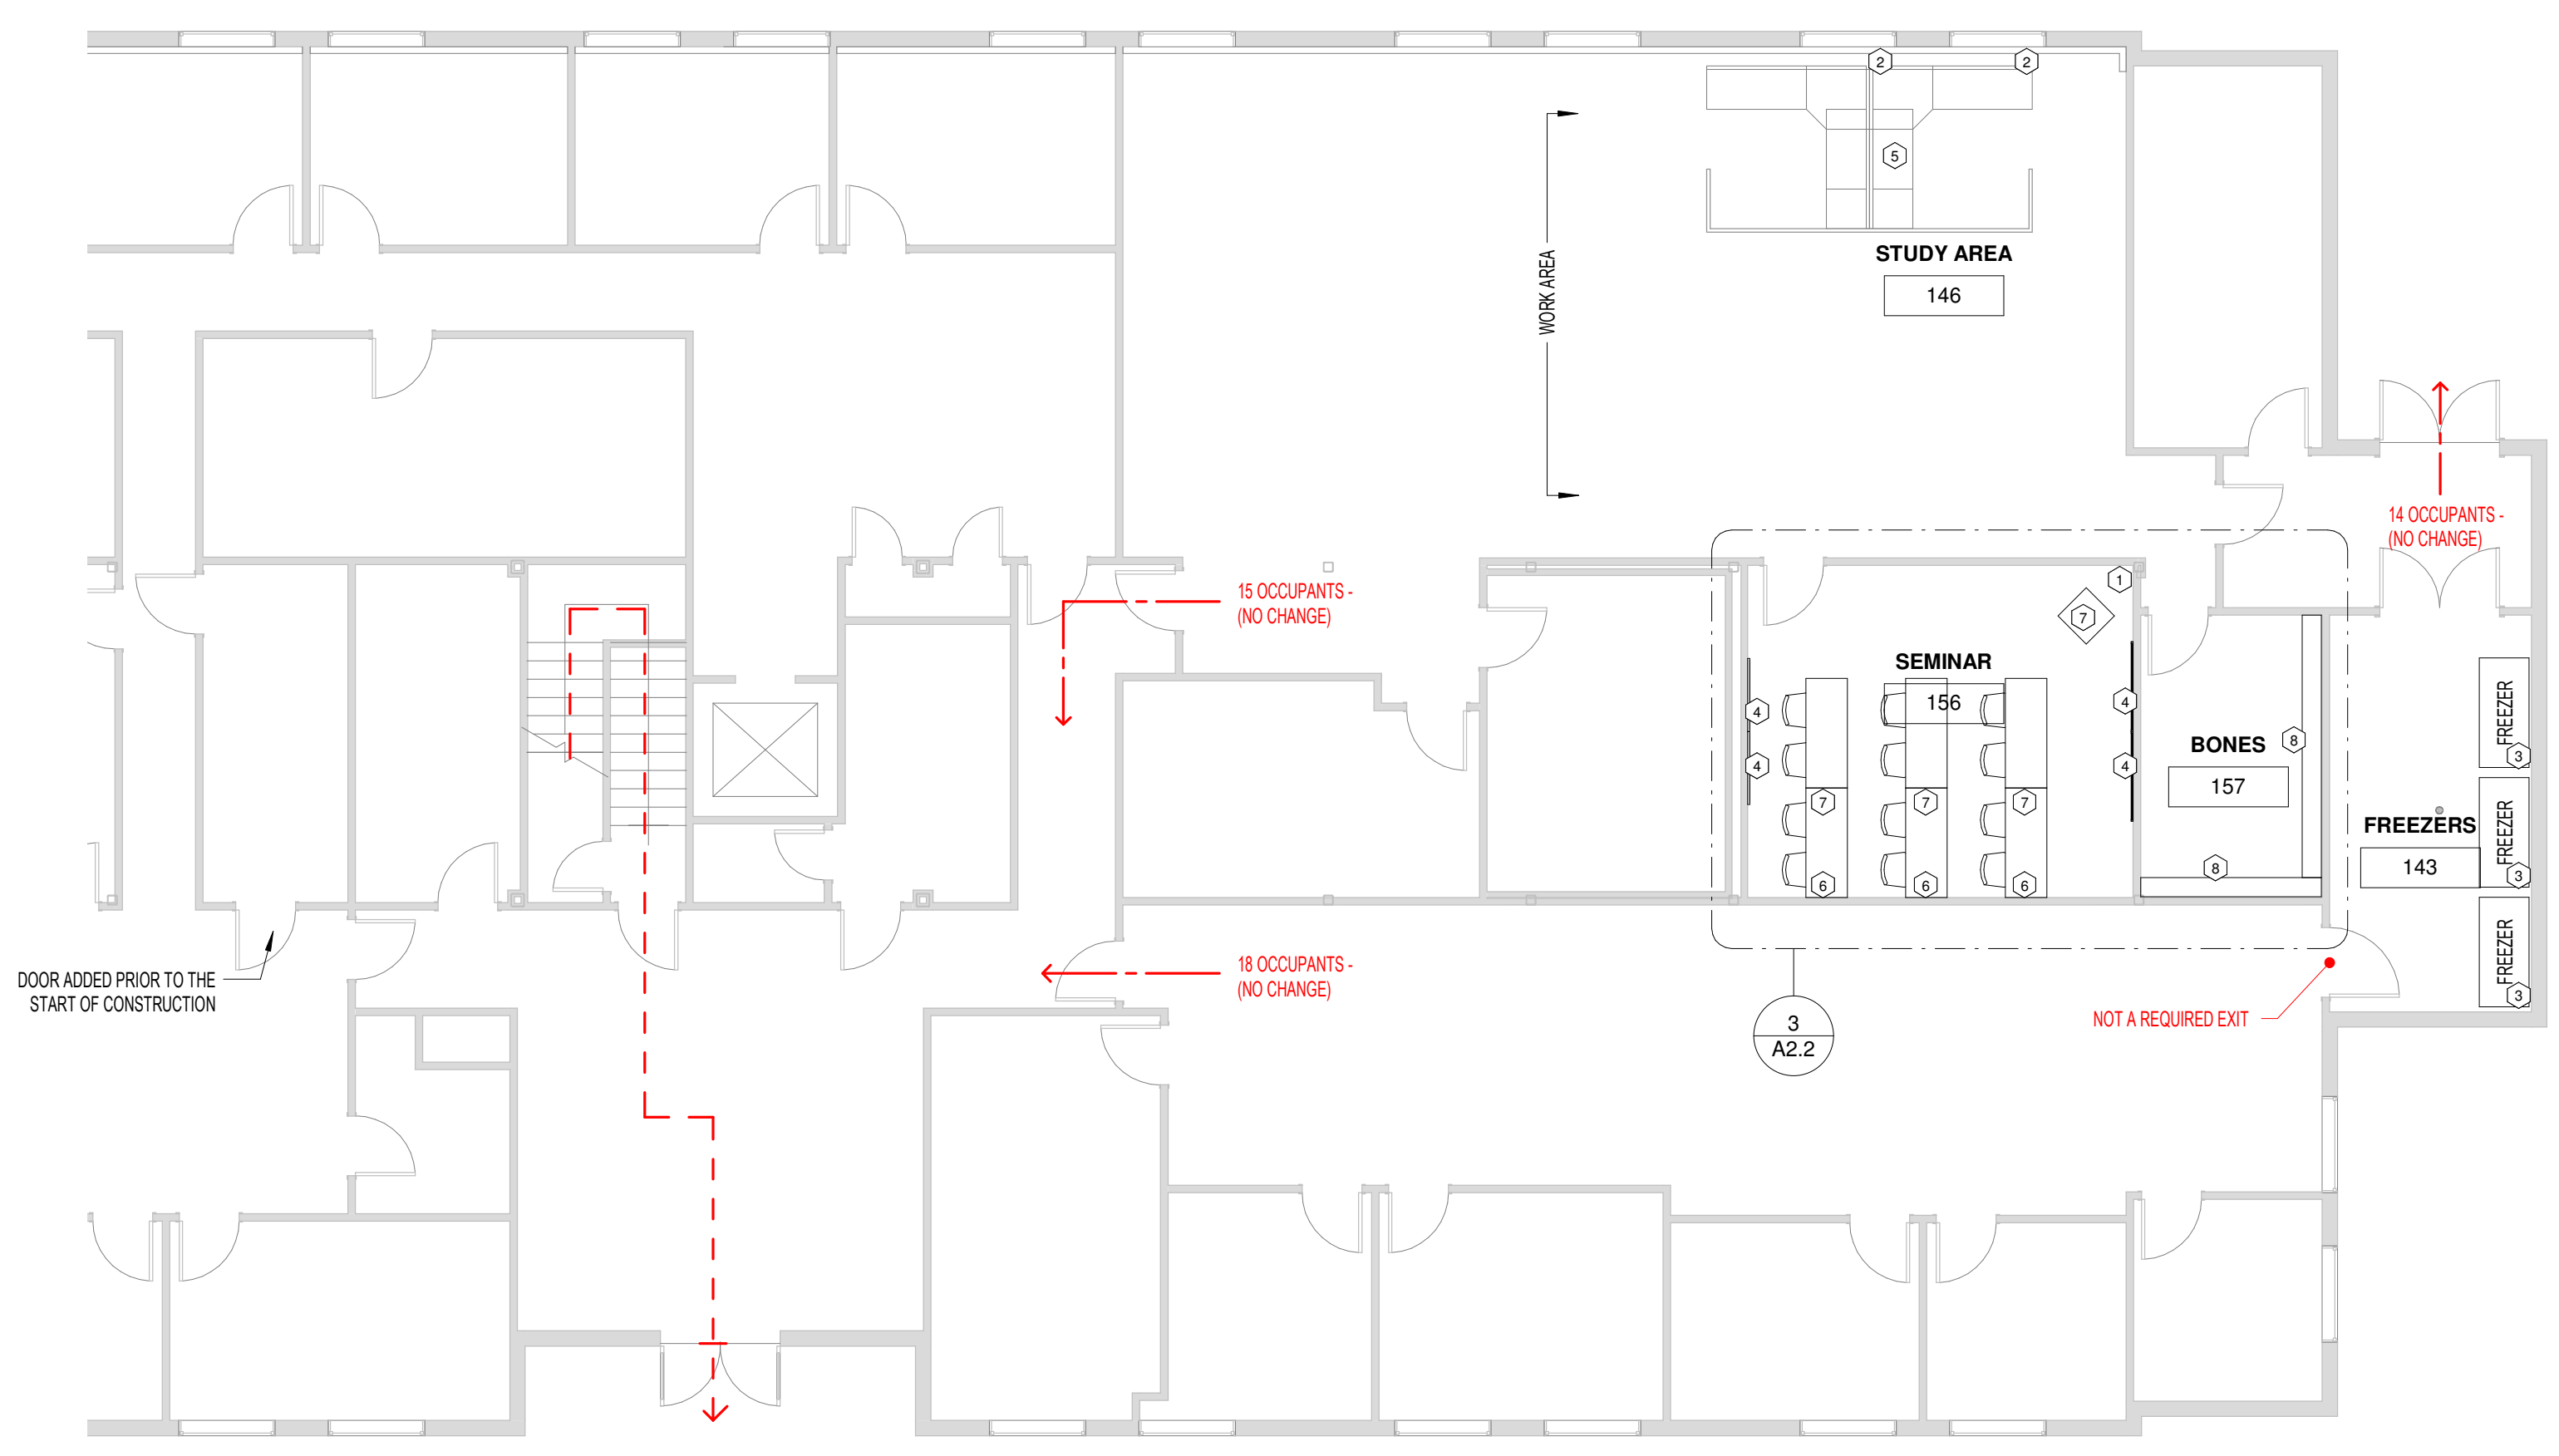 2
2
5
STUDY AREA
146
WORK AREA
14 OCCUPANTS -
(NO CHANGE)
15 OCCUPANTS -
(NO CHANGE)
1
7
SEMINAR
156
4
4
4
4
7
7
7
6
6
6
BONES
157
8
8
FREEZERS
143
FREEZER
3
FREEZER
3
FREEZER
3
18 OCCUPANTS -
(NO CHANGE)
DOOR ADDED PRIOR TO THE
START OF CONSTRUCTION
NOT A REQUIRED EXIT
3
A2.2